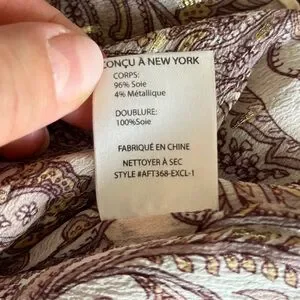 CONÇU À NEW YORK
CORPS:
96% Soie
4% Métallique
DOUBLURE:
100%Soie
FABRIQUÉ EN CHINE
NETTOYER À SEC
STYLE #AFT368-EXCL-1